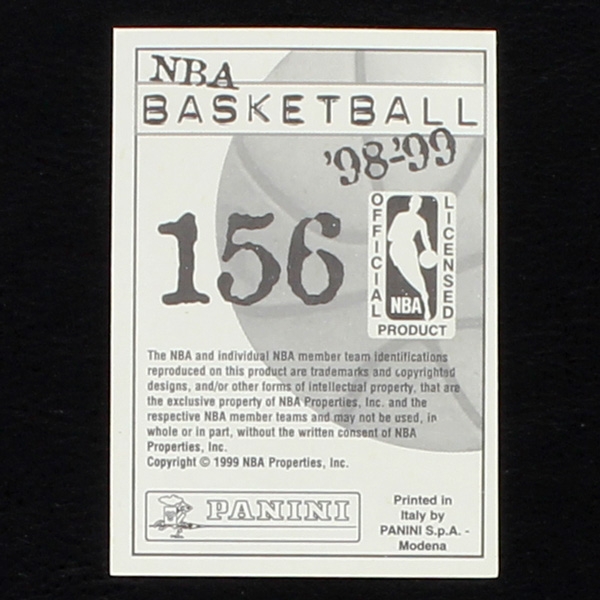 NBA
BASKETBALL
'98-'99
156
OFFICIAL
LICENSED
NBA
PRODUCT
The NBA and individual NBA member team identifications
reproduced on this product are trademarks and copyrighted
designs, and/or other forms of intellectual property, that are
the exclusive property of NBA Properties, Inc. and the
respective NBA member teams and may not be used, in
whole or in part, without the written consent of NBA
Properties, Inc.
Copyright © 1999 NBA Properties, Inc.
PANINI
Printed in
Italy by
PANINI S.p.A. -
Modena